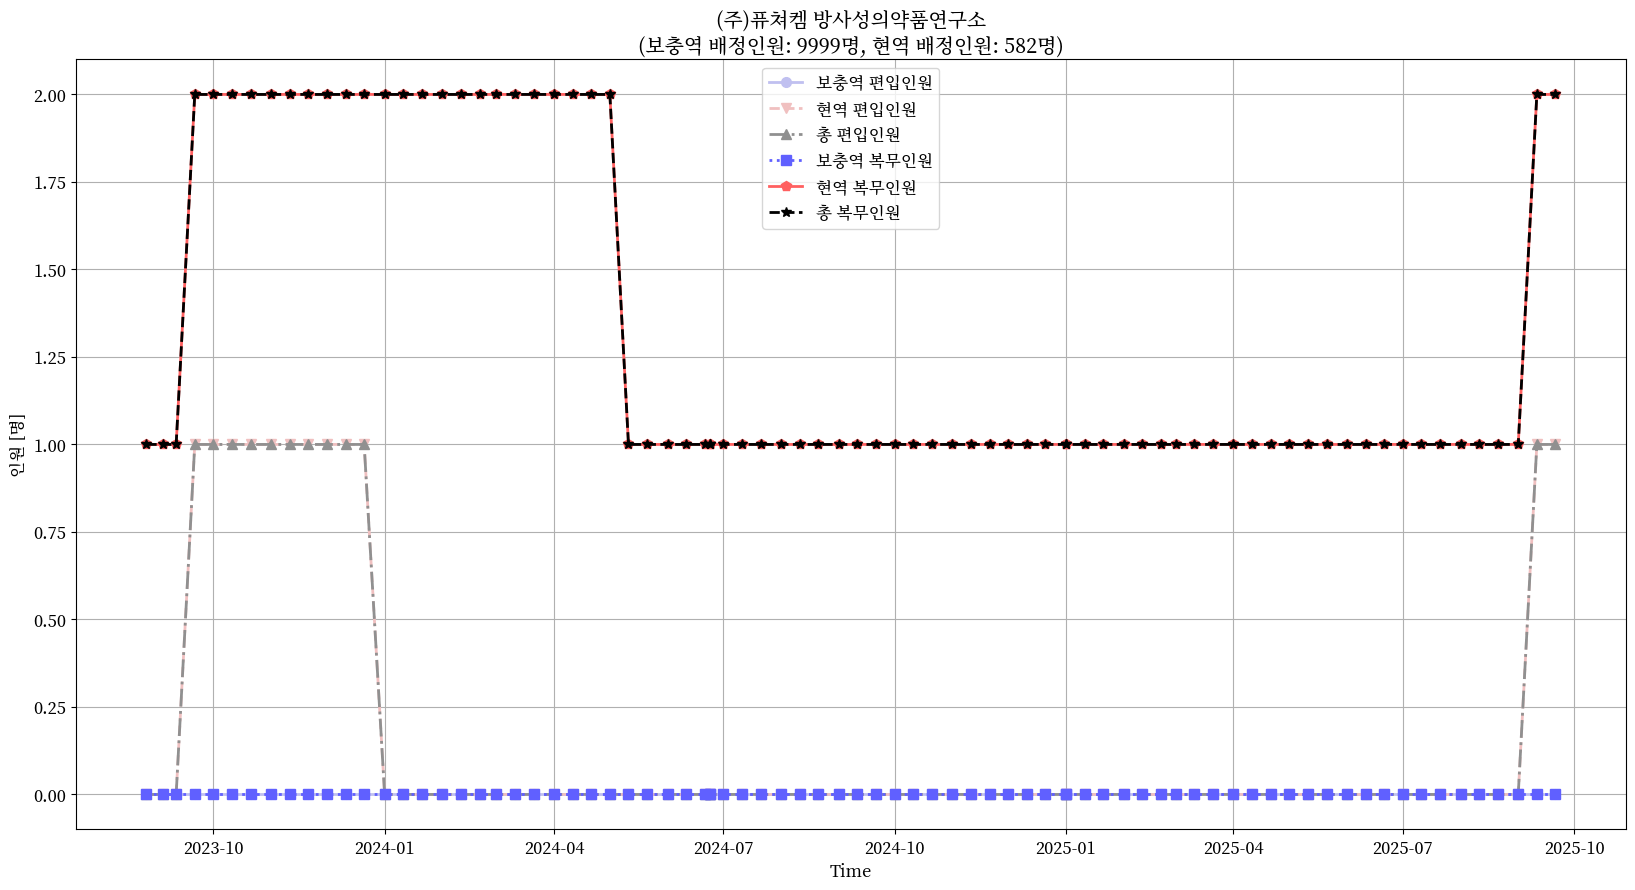 (주)퓨쳐켐 방사성의약품연구소
(보충역 배정인원: 9999명, 현역 배정인원: 582명)
보충역 편입인원
현역 편입인원
총 편입인원
보충역 복무인원
현역 복무인원
총 복무인원
2.00
1.75
1.50
1.25
1.00
0.75
0.50
0.25
0.00
인원 [명]
2023-10
2024-01
2024-04
2024-07
2024-10
2025-01
2025-04
2025-07
2025-10
Time